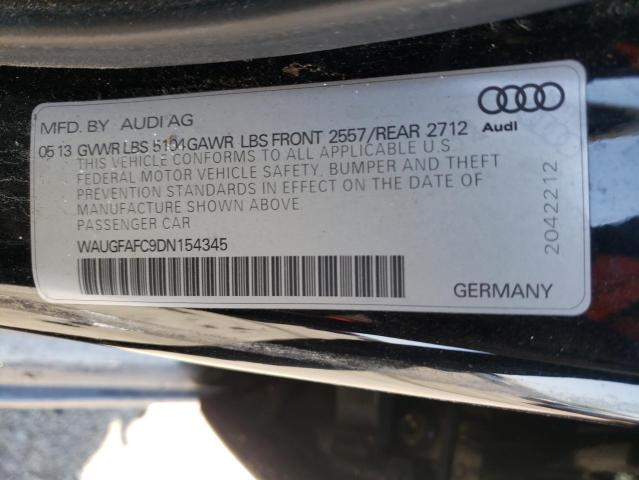 MFD. BY AUDI AG
05 13 GVWR LBS 5104 GAWR LBS FRONT 2557/REAR 2712
Audi
THIS VEHICLE CONFORMS TO ALL APPLICABLE U.S.
FEDERAL MOTOR VEHICLE SAFETY, BUMPER AND THEFT
PREVENTION STANDARDS IN EFFECT ON THE DATE OF
MANUFACTURE SHOWN ABOVE.
PASSENGER CAR
WAUGFAFC9DN154345
GERMANY
2042212